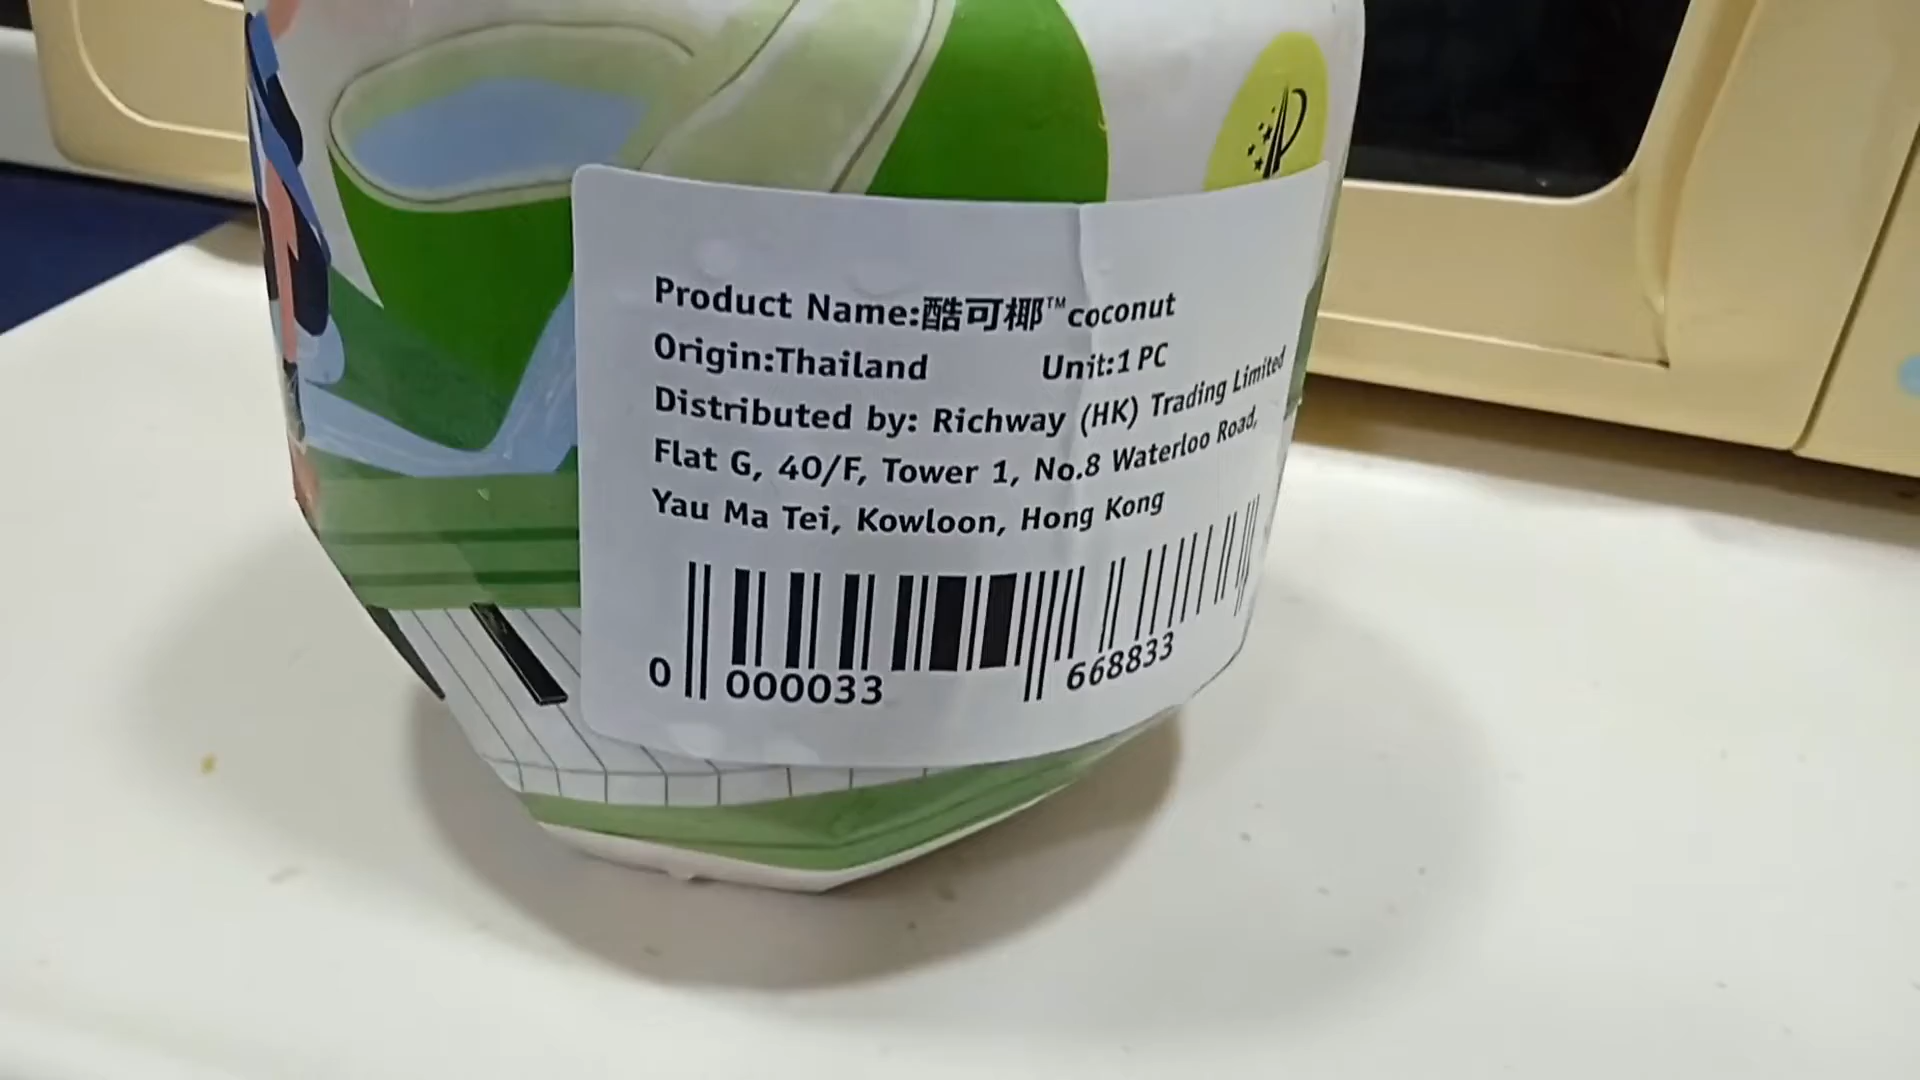 Product Name:酷可椰™coconut
Origin:Thailand Unit:1 PC
Distributed by: Richway (HK) Trading Limited
Flat G, 40/F, Tower 1, No.8 Waterloo Road,
Yau Ma Tei, Kowloon, Hong Kong
0 000033 668833